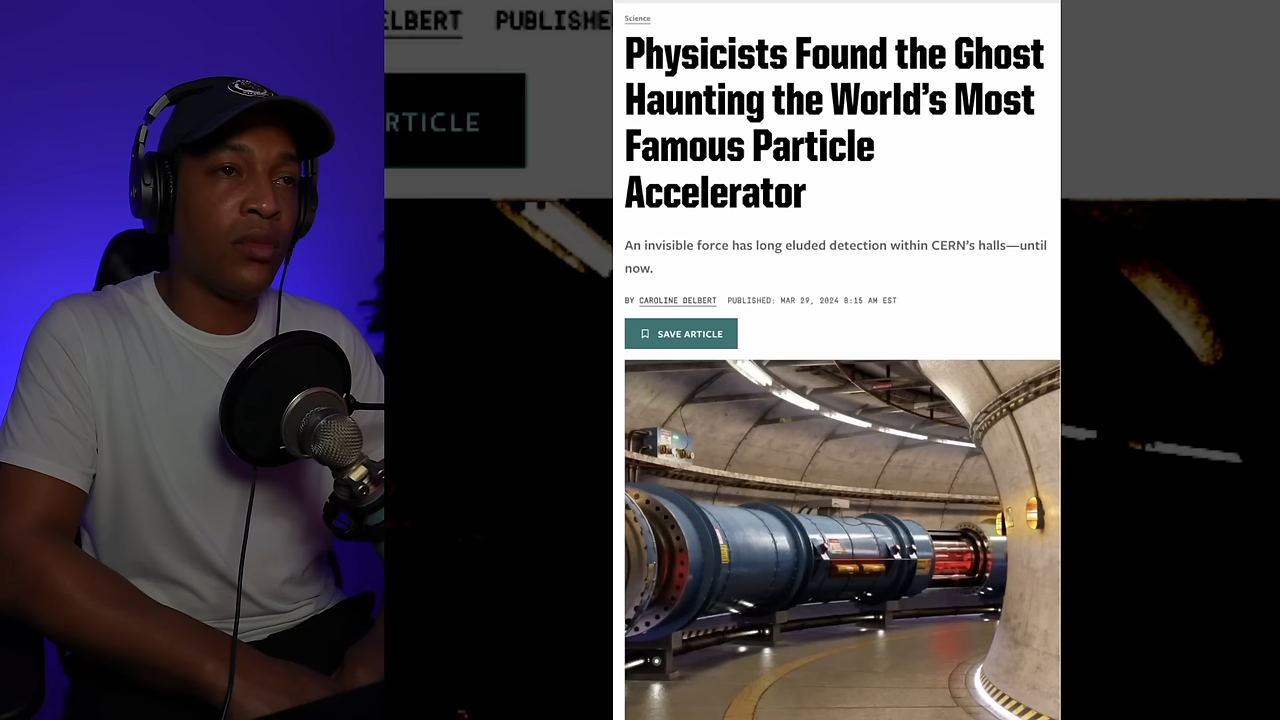 ELBERT PUBLISHE
RTICLE
Science
Physicists Found the Ghost
Haunting the World’s Most
Famous Particle
Accelerator
An invisible force has long eluded detection within CERN’s halls—until
now.
BY CAROLINE DELBERT PUBLISHED: MAR 29, 2024 8:15 AM EST
SAVE ARTICLE